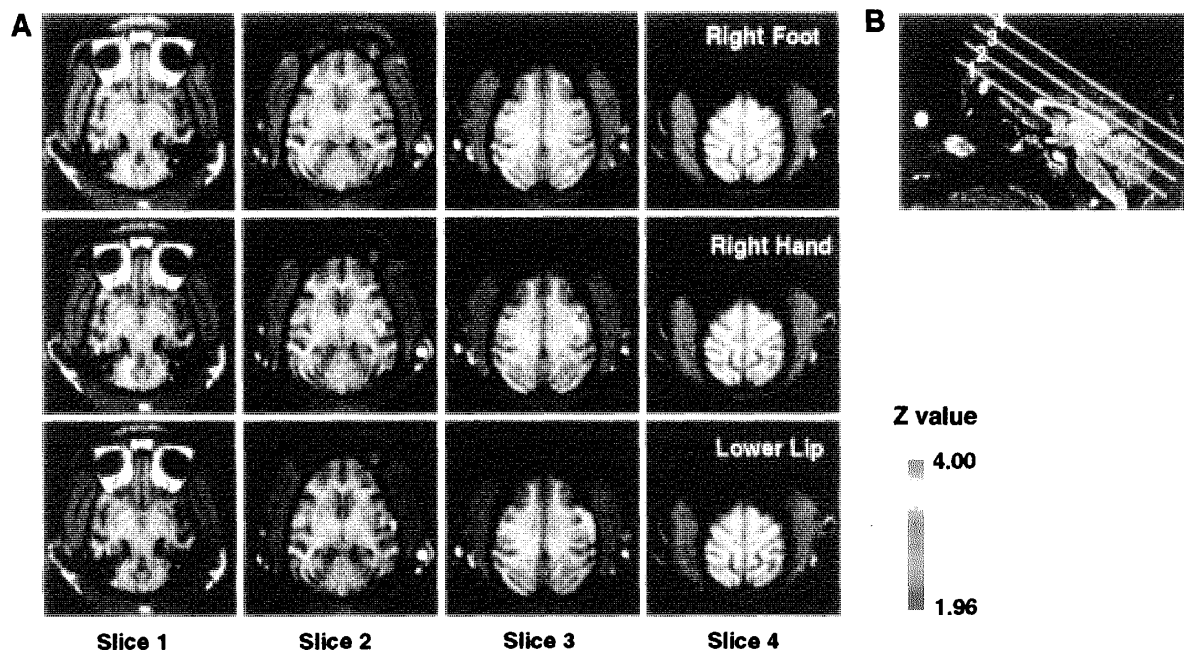 A
Right Foot
B
Right Hand
Lower Lip
Z value
4.00
1.96
Slice 1
Slice 2
Slice 3
Slice 4